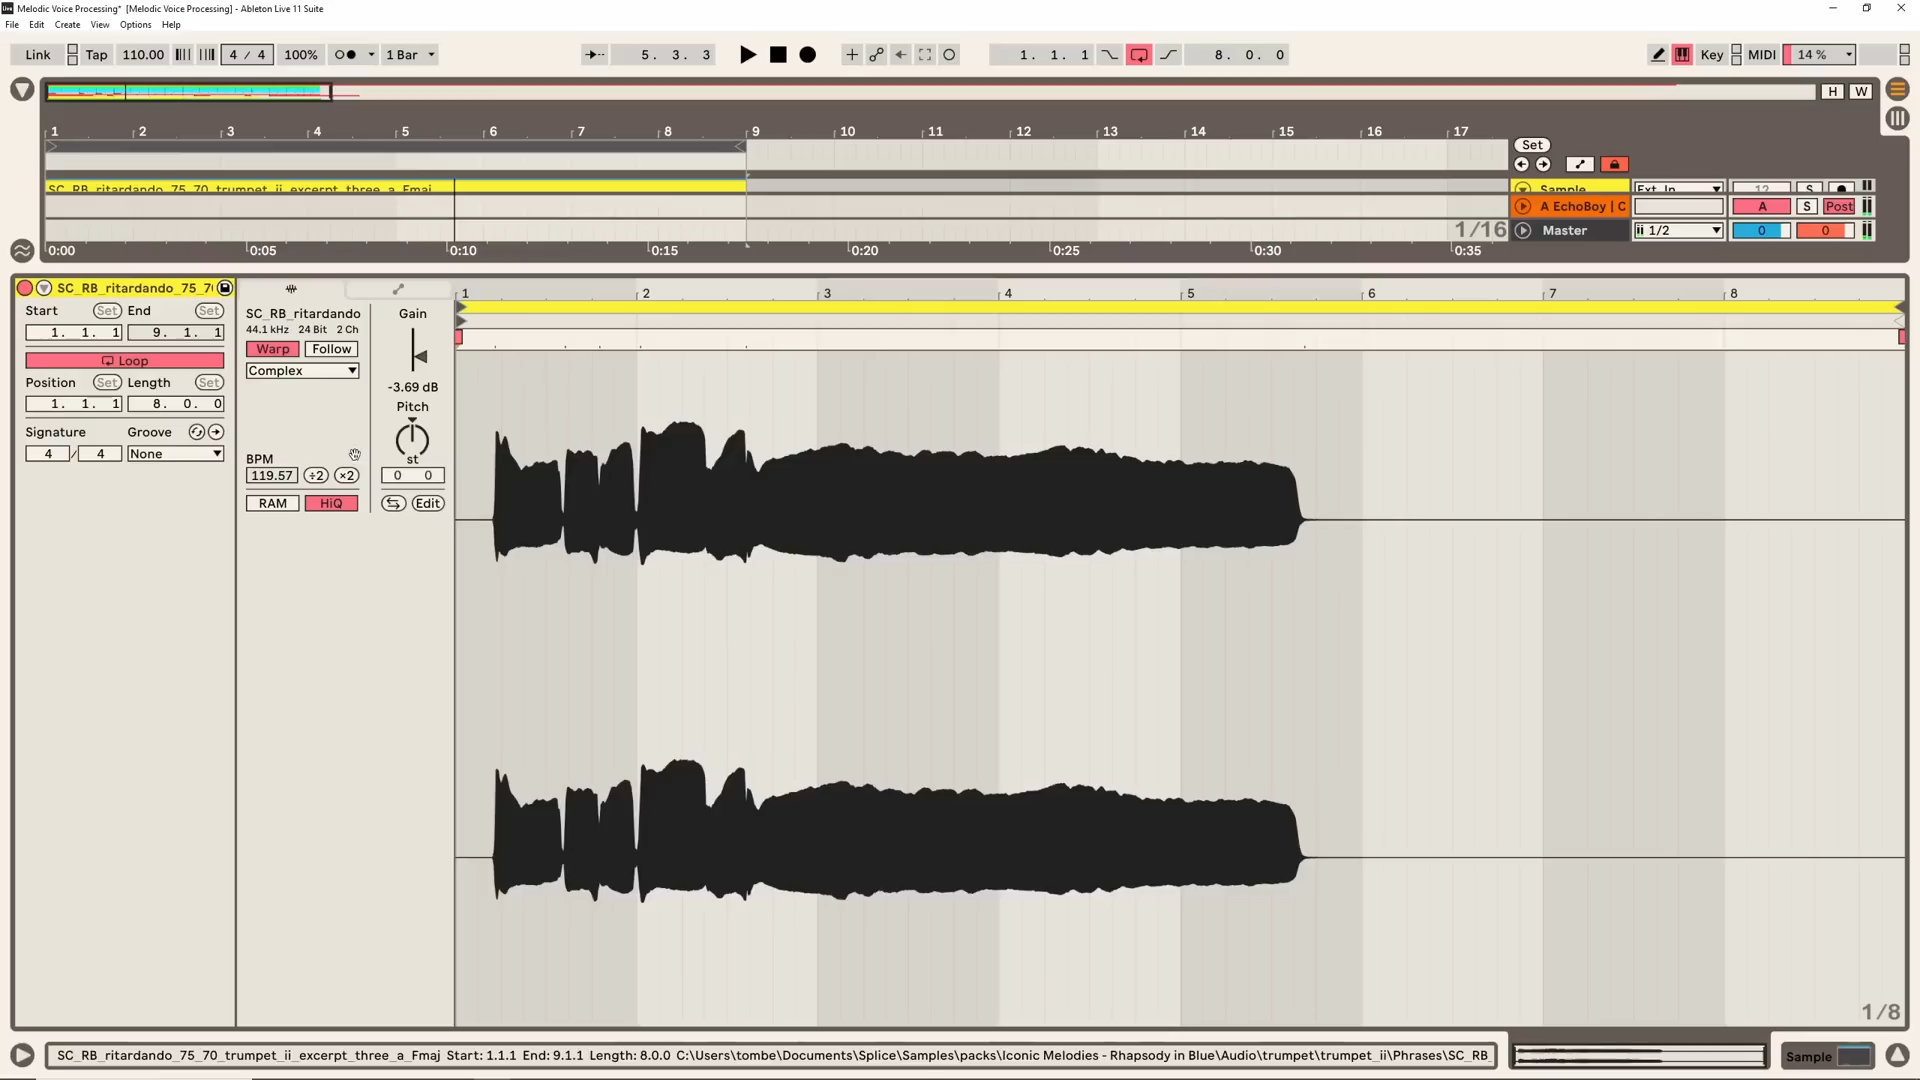 Melodic Voice Processing* [Melodic Voice Processing] - Ableton Live 11 Suite
File Edit Create View Options Help
Link Tap 110.00 4 / 4 100% 1 Bar 5. 3. 3 1. 1. 1 8. 0. 0 Key MIDI 14 %
H W
1 2 3 4 5 6 7 8 9 10 11 12 13 14 15 16 17
Set
SC_RB_ritardando_75_70_trumpet_ii_excerpt_three_a_Fmaj Sample Ext. In 12 S
A EchoBoy | C A S Post
1/16 Master 1/2 0 0
0:00 0:05 0:10 0:15 0:20 0:25 0:30 0:35
SC_RB_ritardando_75_7
1 2 3 4 5 6 7 8
Start Set End Set SC_RB_ritardando Gain
1. 1. 1 9. 1. 1 44.1 kHz 24 Bit 2 Ch
Warp Follow
Loop Complex
Position Set Length Set -3.69 dB
1. 1. 1 8. 0. 0 Pitch
Signature Groove
4 / 4 None BPM st
119.57 ÷2 ×2 0 0
RAM HiQ Edit
1/8
SC_RB_ritardando_75_70_trumpet_ii_excerpt_three_a_Fmaj Start: 1.1.1 End: 9.1.1 Length: 8.0.0 C:\Users\tombe\Documents\Splice\Samples\packs\Iconic Melodies - Rhapsody in Blue\Audio\trumpet\trumpet_ii\Phrases\SC_RB_ Sample